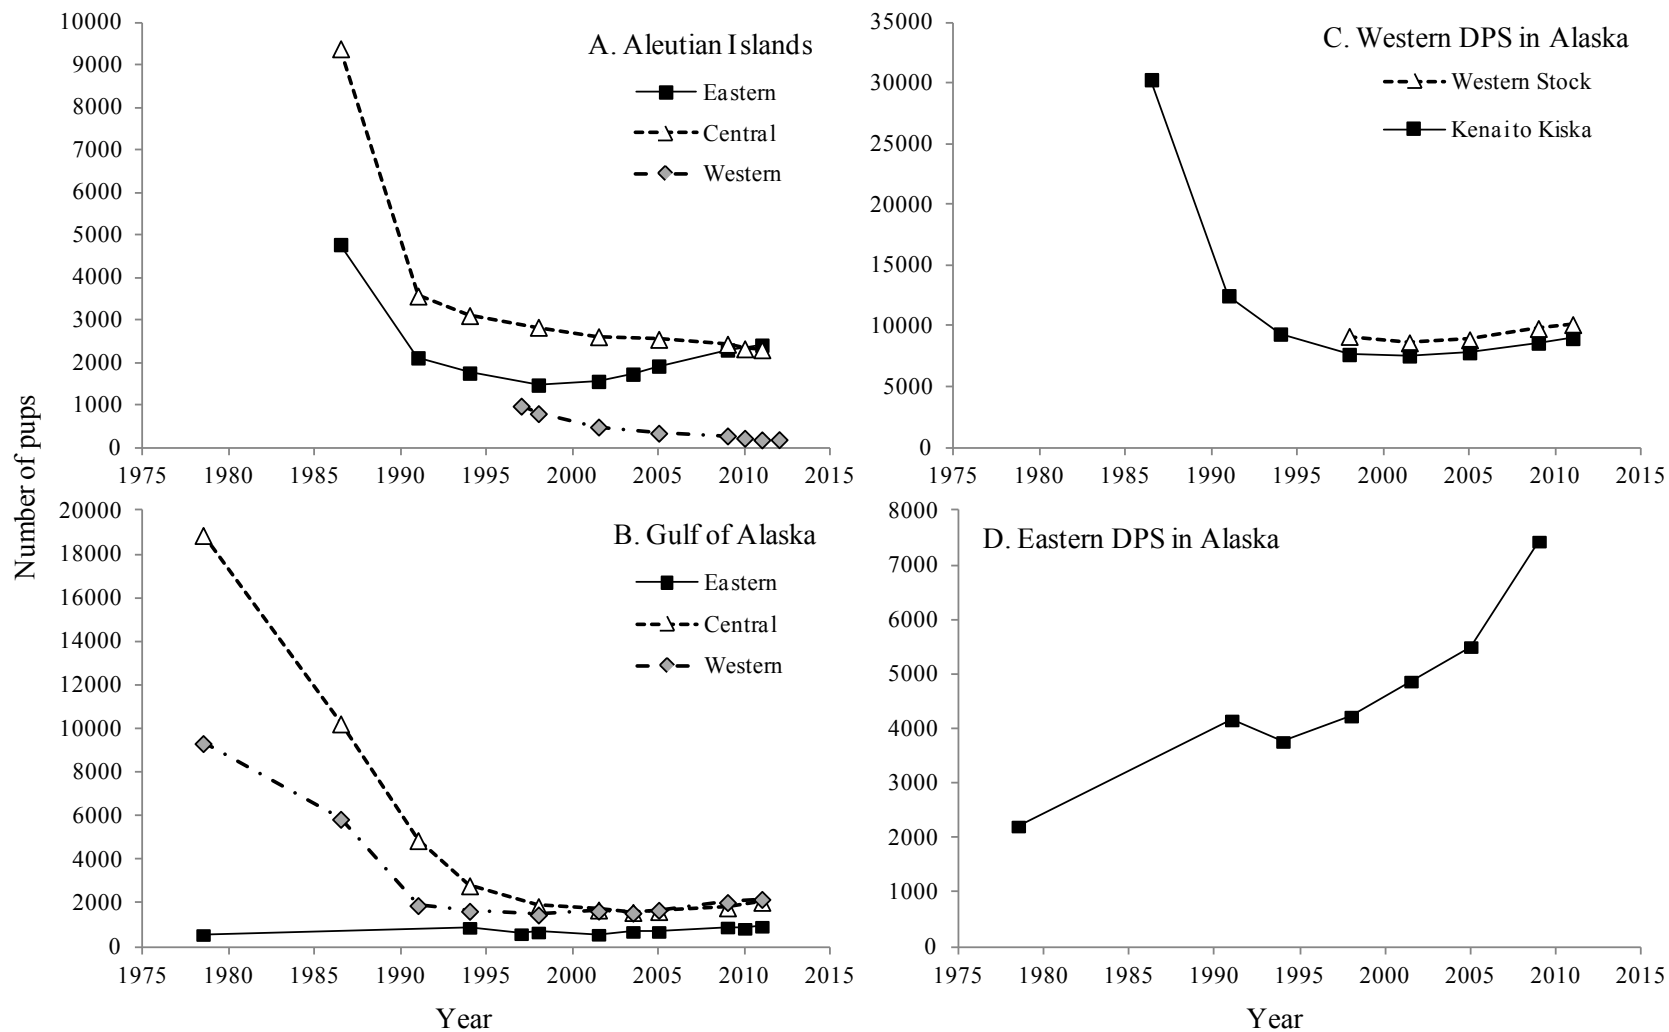 Number of pups
A. Aleutian Islands
Eastern
Central
Western
10000
9000
8000
7000
6000
5000
4000
3000
2000
1000
0
1975 1980 1985 1990 1995 2000 2005 2010 2015
C. Western DPS in Alaska
Western Stock
Kenai to Kiska
35000
30000
25000
20000
15000
10000
5000
0
1975 1980 1985 1990 1995 2000 2005 2010 2015
B. Gulf of Alaska
Eastern
Central
Western
20000
18000
16000
14000
12000
10000
8000
6000
4000
2000
0
1975 1980 1985 1990 1995 2000 2005 2010 2015
Year
D. Eastern DPS in Alaska
8000
7000
6000
5000
4000
3000
2000
1000
0
1975 1980 1985 1990 1995 2000 2005 2010 2015
Year